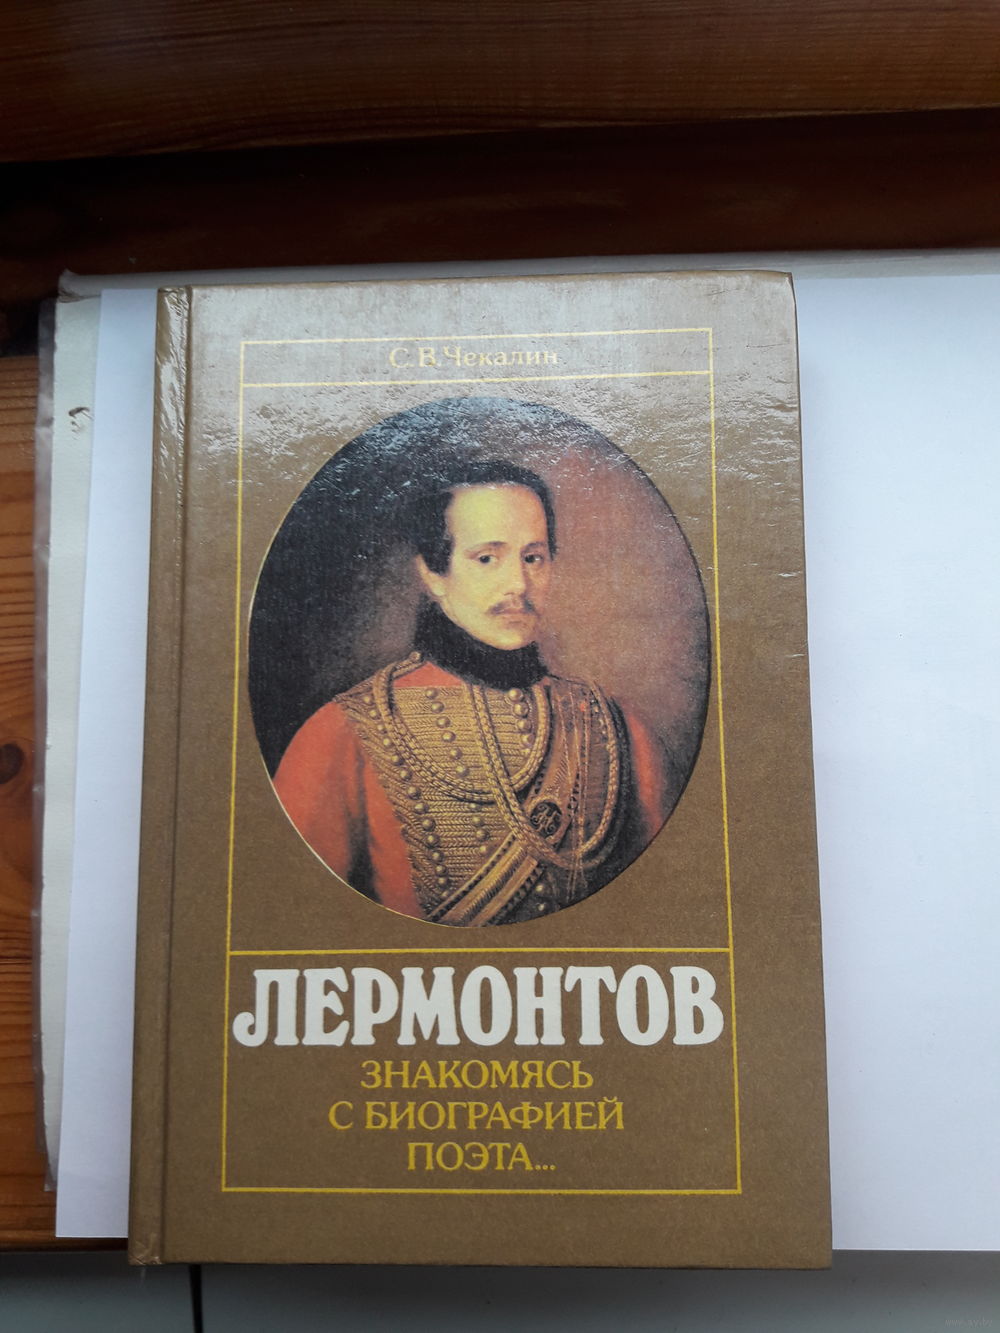 С. В. Чекалин
ЛЕРМОНТОВ
ЗНАКОМЯСЬ
С БИОГРАФИЕЙ
ПОЭТА...